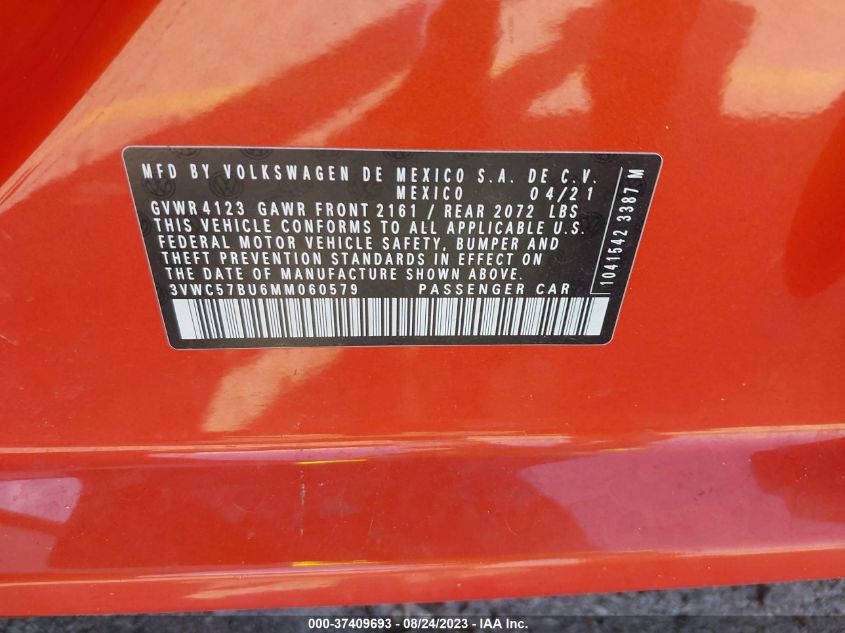 MFD BY VOLKSWAGEN DE MEXICO S.A. DE C.V.
MEXICO 04/21
GVWR 4123 GAWR FRONT 2161 / REAR 2072 LBS
THIS VEHICLE CONFORMS TO ALL APPLICABLE U.S.
FEDERAL MOTOR VEHICLE SAFETY, BUMPER AND
THEFT PREVENTION STANDARDS IN EFFECT ON
THE DATE OF MANUFACTURE SHOWN ABOVE.
3VWC57BU6MM060579 PASSENGER CAR
1041542 3387 M
000-37409693 - 08/24/2023 - Copyright © 2023 IAA, Inc.